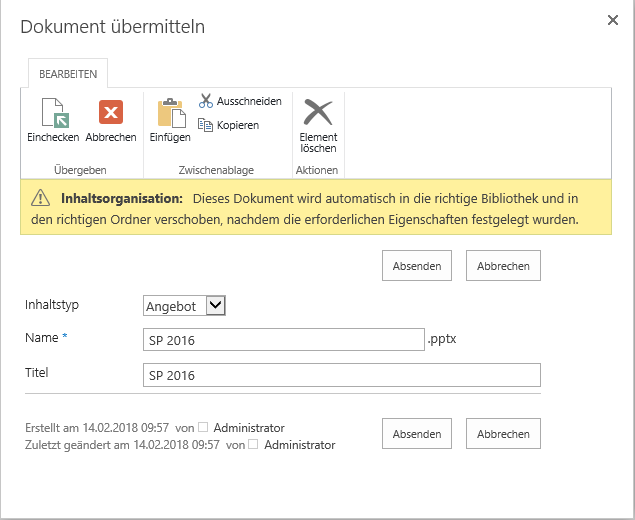 Dokument übermitteln
BEARBEITEN
Einchecken Abbrechen
Übergeben
Einfügen
Ausschneiden
Kopieren
Zwischenablage
Element
löschen
Aktionen
Inhaltsorganisation: Dieses Dokument wird automatisch in die richtige Bibliothek und in
den richtigen Ordner verschoben, nachdem die erforderlichen Eigenschaften festgelegt wurden.
Absenden Abbrechen
Inhaltstyp Angebot
Name * SP 2016 .pptx
Titel SP 2016
Erstellt am 14.02.2018 09:57 von Administrator
Zuletzt geändert am 14.02.2018 09:57 von Administrator
Absenden Abbrechen